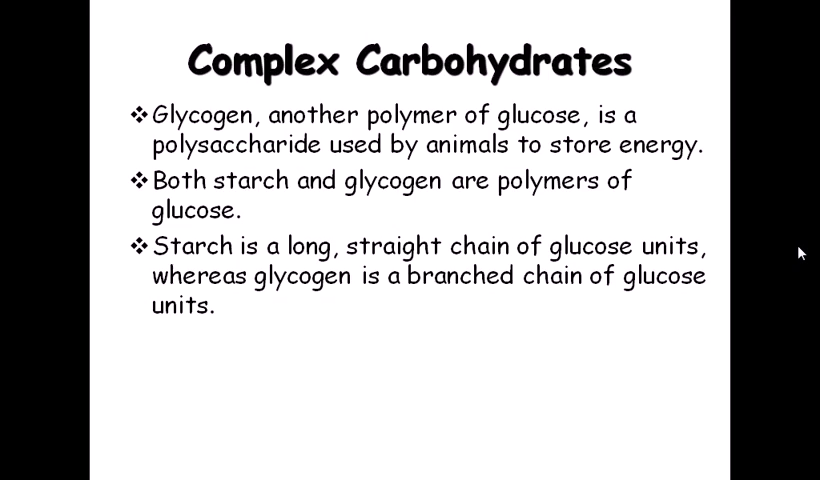 Complex Carbohydrates
❖Glycogen, another polymer of glucose, is a
polysaccharide used by animals to store energy.
❖Both starch and glycogen are polymers of
glucose.
❖Starch is a long, straight chain of glucose units,
whereas glycogen is a branched chain of glucose
units.